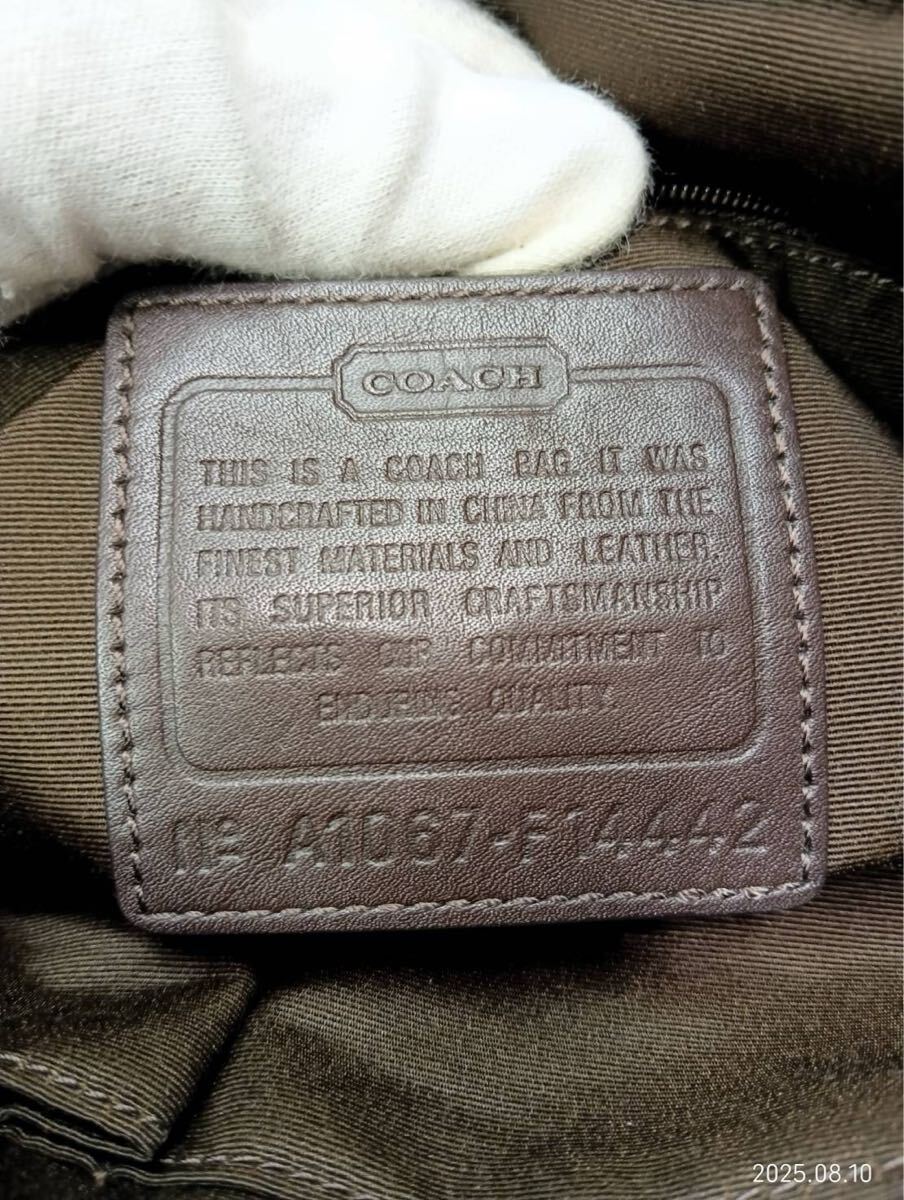 COACH
THIS IS A COACH BAG. IT WAS
HANDCRAFTED IN CHINA FROM THE
FINEST MATERIALS AND LEATHER.
ITS SUPERIOR CRAFTSMANSHIP
REFLECTS OUR COMMITMENT TO
ENDURING QUALITY.
Nº A1067-F14442
2025.08.10